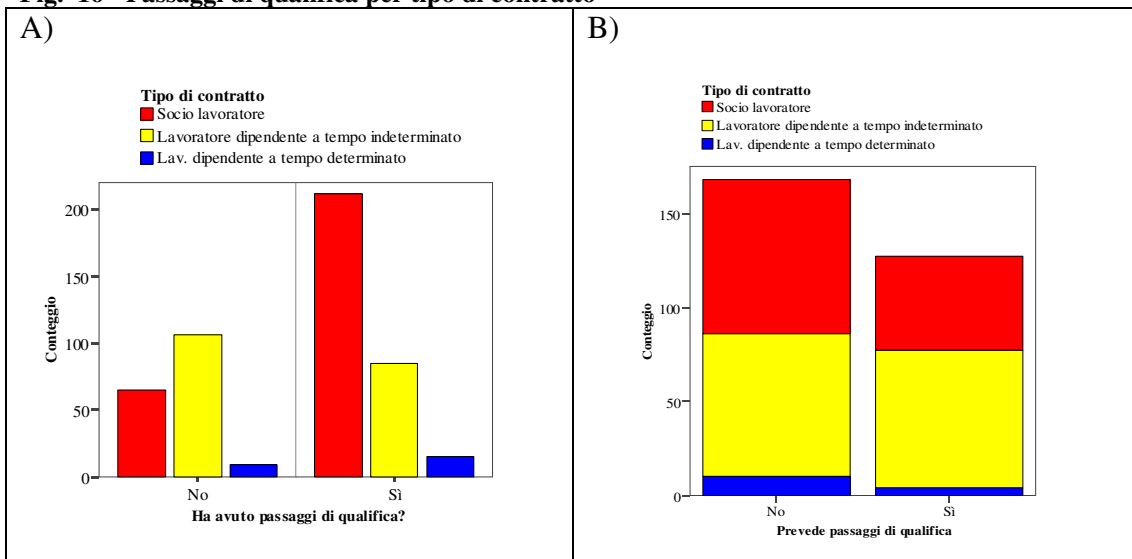 Fig. 16 Passaggi di qualifica per tipo di contratto
A)
Tipo di contratto
Socio lavoratore
Lavoratore dipendente a tempo indeterminato
Lav. dipendente a tempo determinato
200
150
100
50
0
Conteggio
No
Sì
Ha avuto passaggi di qualifica?
B)
Tipo di contratto
Socio lavoratore
Lavoratore dipendente a tempo indeterminato
Lav. dipendente a tempo determinato
150
100
50
0
Conteggio
No
Sì
Prevede passaggi di qualifica